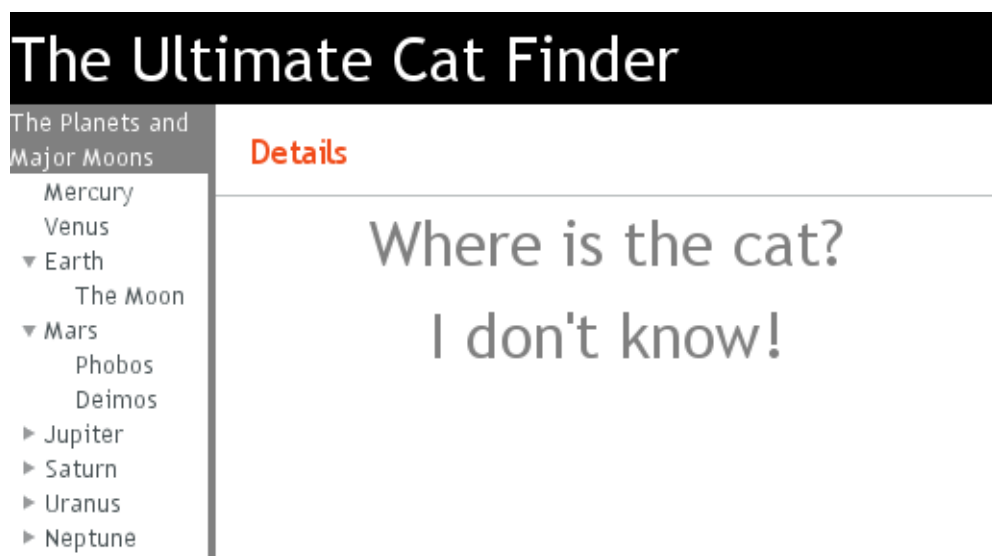 The Ultimate Cat Finder
The Planets and
Major Moons
Mercury
Venus
Earth
The Moon
Mars
Phobos
Deimos
Jupiter
Saturn
Uranus
Neptune
Details
Where is the cat?
I don't know!